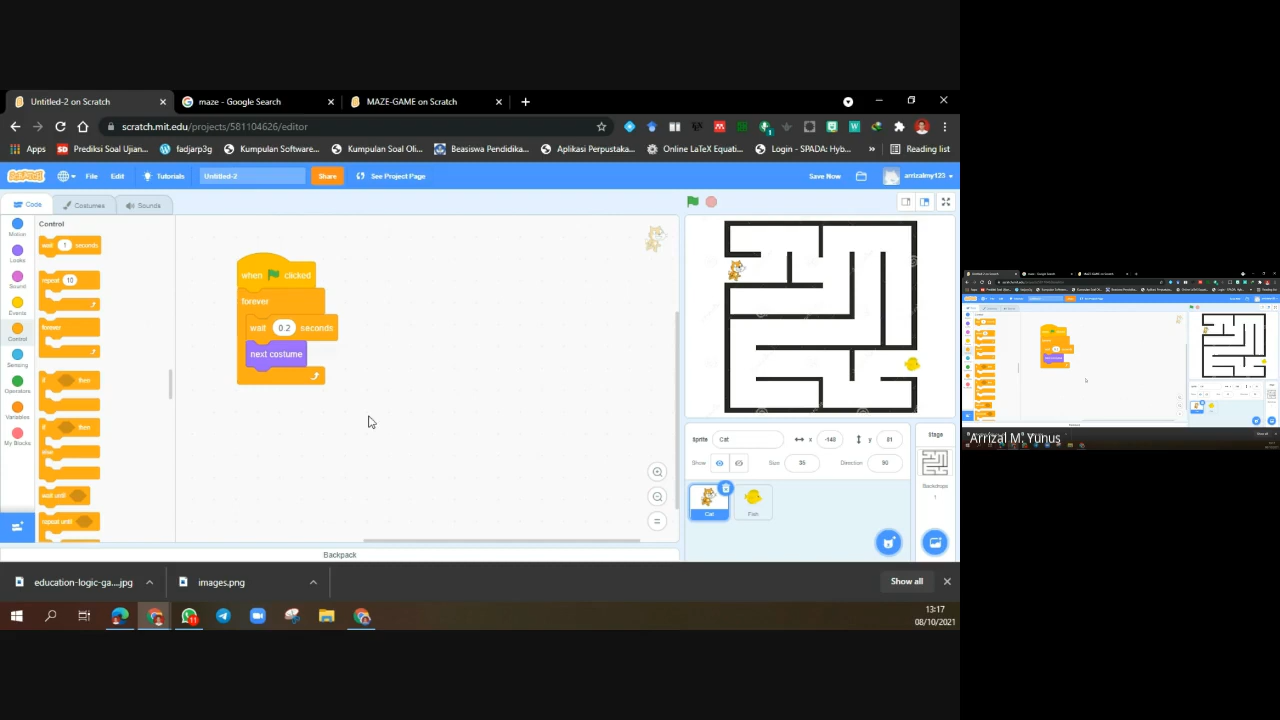 Untitled-2 on Scratch
maze - Google Search
MAZE-GAME on Scratch
scratch.mit.edu/projects/581104626/editor
Apps
Prediksi Soal Ujian...
fadjarp3g
Kumpulan Software...
Kumpulan Soal Oli...
Beasiswa Pendidika...
Aplikasi Perpustaka...
Online LaTeX Equati...
Login - SPADA: Hyb...
»
Reading list
SCRATCH
File
Edit
Tutorials
Untitled-2
Share
See Project Page
Save Now
arrizalmy123
Code
Costumes
Sounds
Motion
Looks
Sound
Events
Control
Sensing
Operators
Variables
My Blocks
Control
wait 1 seconds
repeat 10
forever
if then
if then
else
wait until
repeat until
when clicked
forever
wait 0.2 seconds
next costume
Backpack
Sprite Cat x -140 y 81
Show Size 35 Direction 90
Cat
Fish
Stage
Backdrops
1
education-logic-ga....jpg
images.png
Show all
11
13:17
08/10/2021
Arrizal M. Yunus